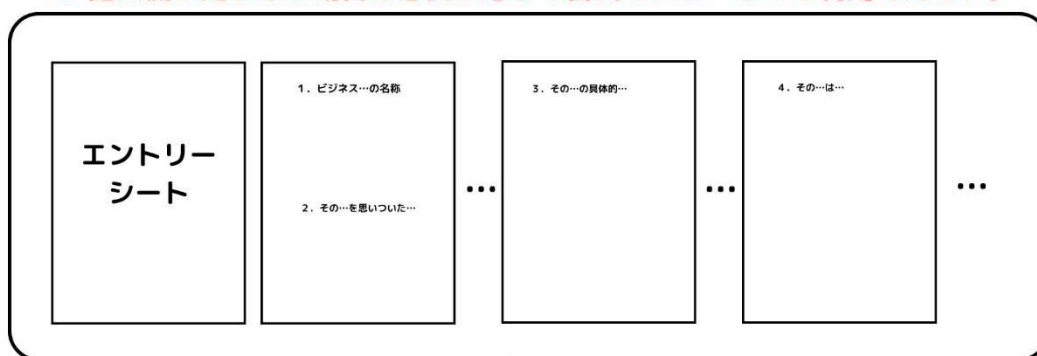 エントリー
シート
1. ビジネス…の名称
2. その…を思いついた…
…
3. その…の具体的…
…
4. その…は…
…